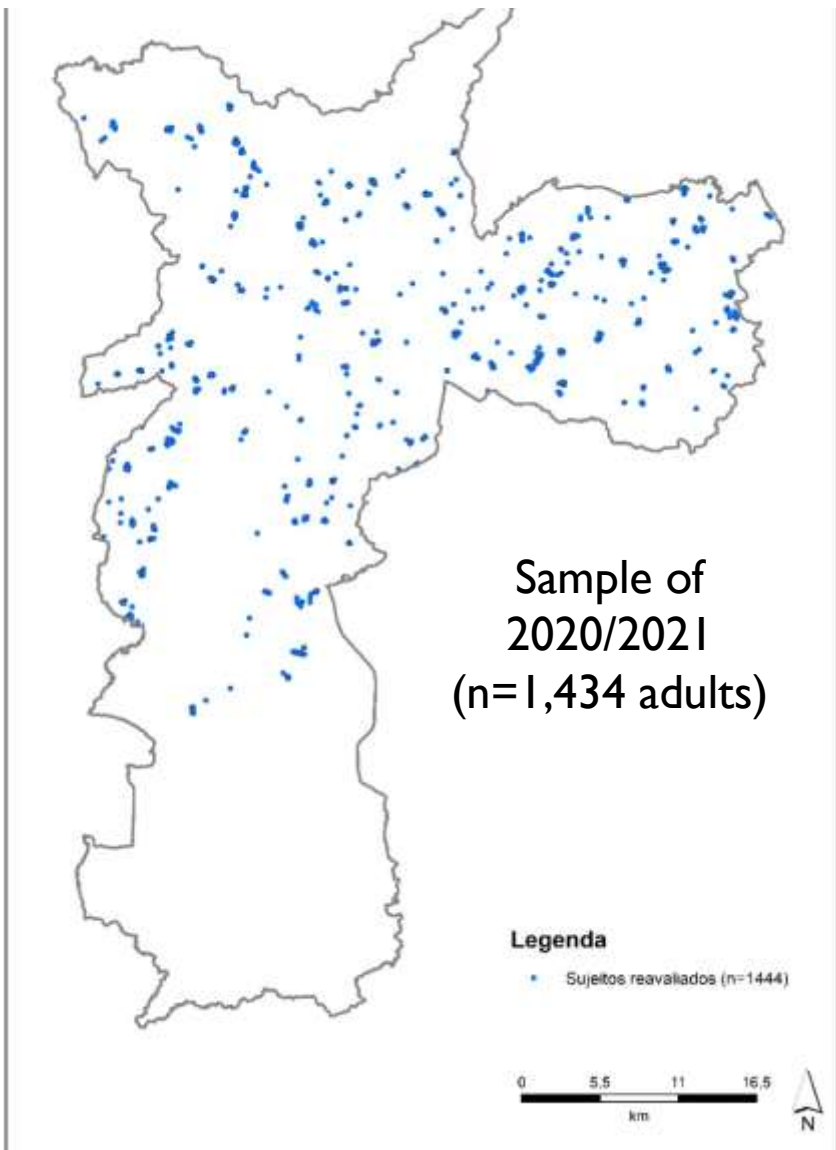 Sample of
2020/2021
(n=1,434 adults)
Legenda
Sujeitos reavaliados (n=1444)
0 5,5 11 16,5
km
N